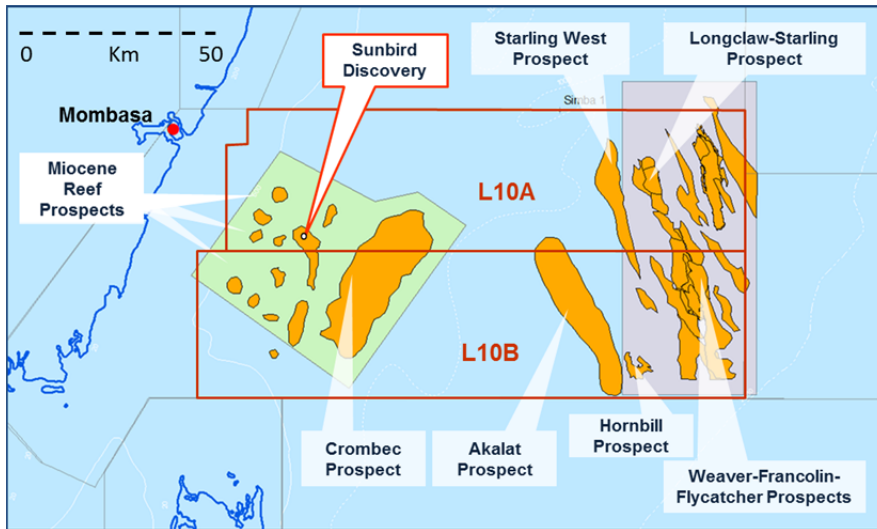 0 Km 50
Sunbird
Discovery
Starling West
Prospect
Longclaw-Starling
Prospect
Simba 1
Mombasa
Miocene
Reef
Prospects
L10A
L10B
Crombec
Prospect
Akalat
Prospect
Hornbill
Prospect
Weaver-Francolin-
Flycatcher Prospects